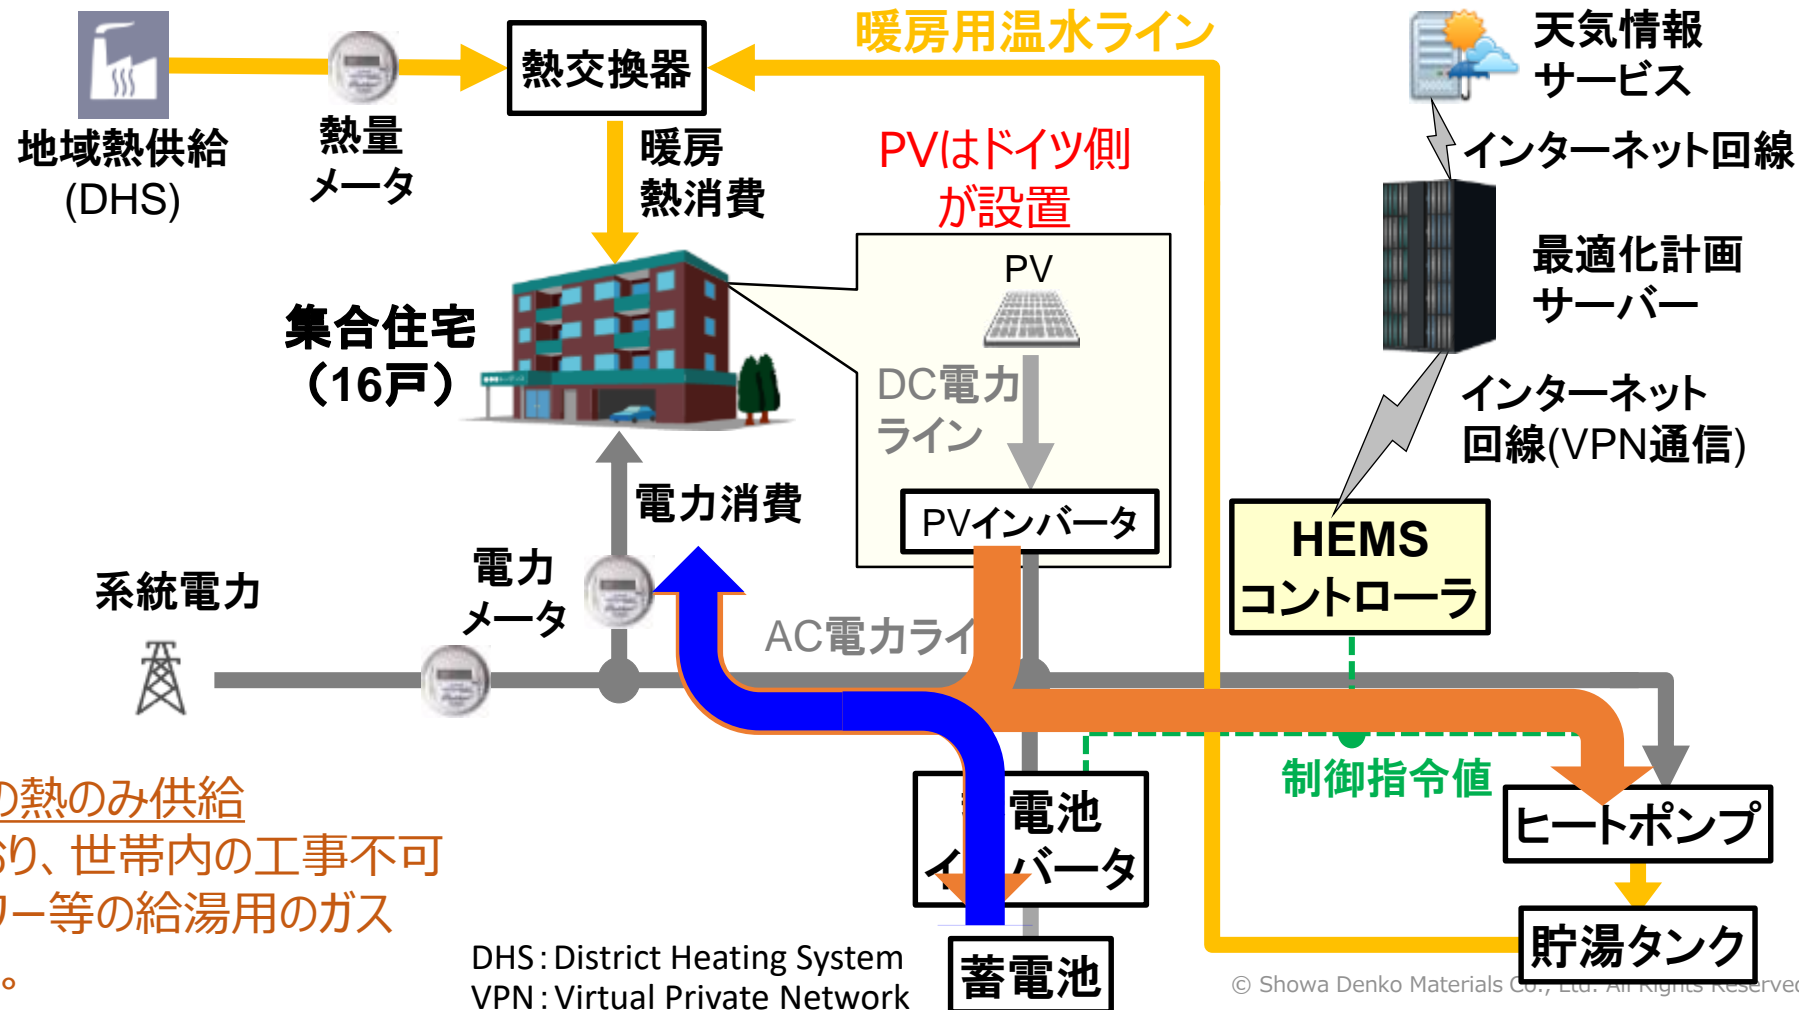 暖房用温水ライン
天気情報
サービス
熱交換器
地域熱供給
(DHS)
熱量
メータ
暖房
熱消費
PVはドイツ側
が設置
インターネット回線
PV
最適化計画
サーバー
集合住宅
（16戸）
DC電力
ライン
インターネット
回線(VPN通信)
電力消費
PVインバータ
HEMS
コントローラ
系統電力
電力
メータ
AC電力ライ
制御指令値
の熱のみ供給
おり、世帯内の工事不可
ワー等の給湯用のガス
。
電池
インバータ
ヒートポンプ
貯湯タンク
蓄電池
DHS：District Heating System
VPN：Virtual Private Network
© Showa Denko Materials Co., Ltd. All Rights Reserved